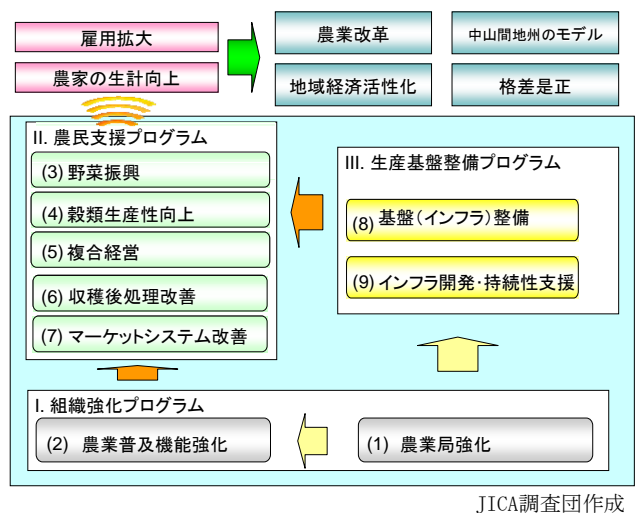 雇用拡大
農家の生計向上
農業改革
中山間地州のモデル
地域経済活性化
格差是正
II. 農民支援プログラム
(3) 野菜振興
(4) 穀類生産性向上
(5) 複合経営
(6) 収穫後処理改善
(7) マーケットシステム改善
III. 生産基盤整備プログラム
(8) 基盤(インフラ)整備
(9) インフラ開発・持続性支援
I. 組織強化プログラム
(2) 農業普及機能強化
(1) 農業局強化
JICA調査団作成